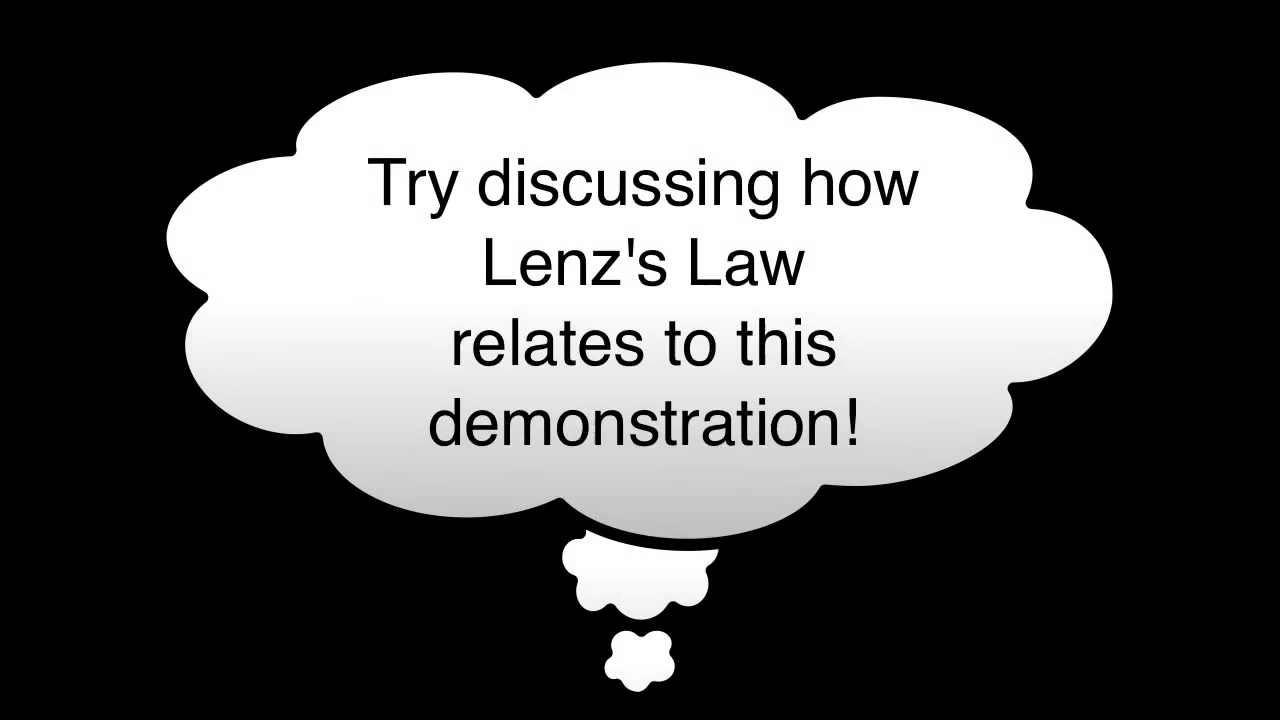 Try discussing how
Lenz's Law
relates to this
demonstration!